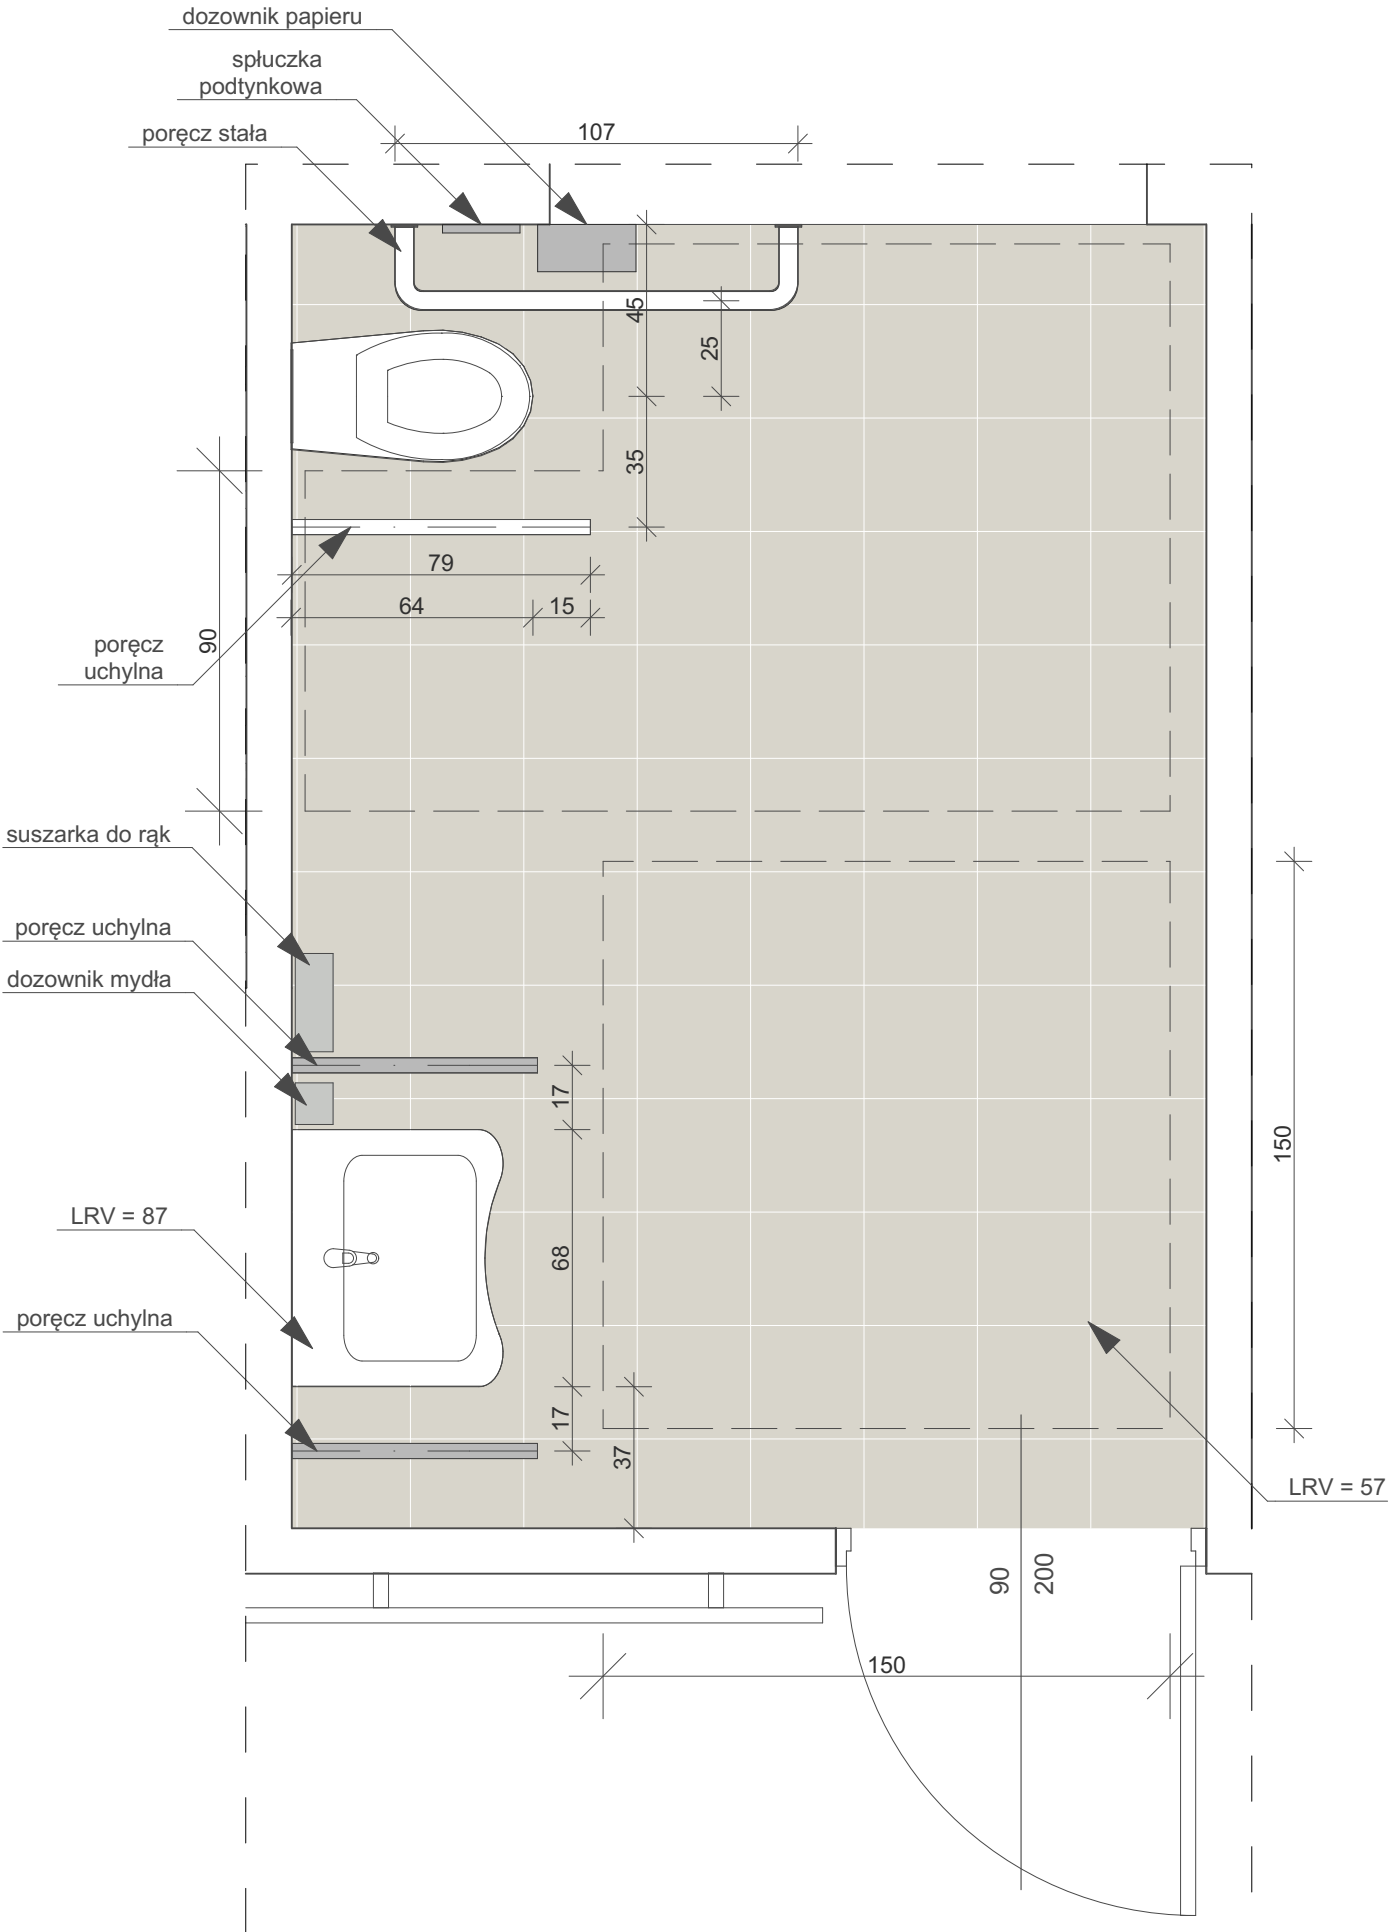 dozownik papieru
spłuczka
podtynkowa
poręcz stała
107
45
25
35
79
64
15
90
poręcz
uchylna
suszarka do rąk
poręcz uchylna
dozownik mydła
17
150
LRV = 87
68
poręcz uchylna
17
37
LRV = 57
90
200
150